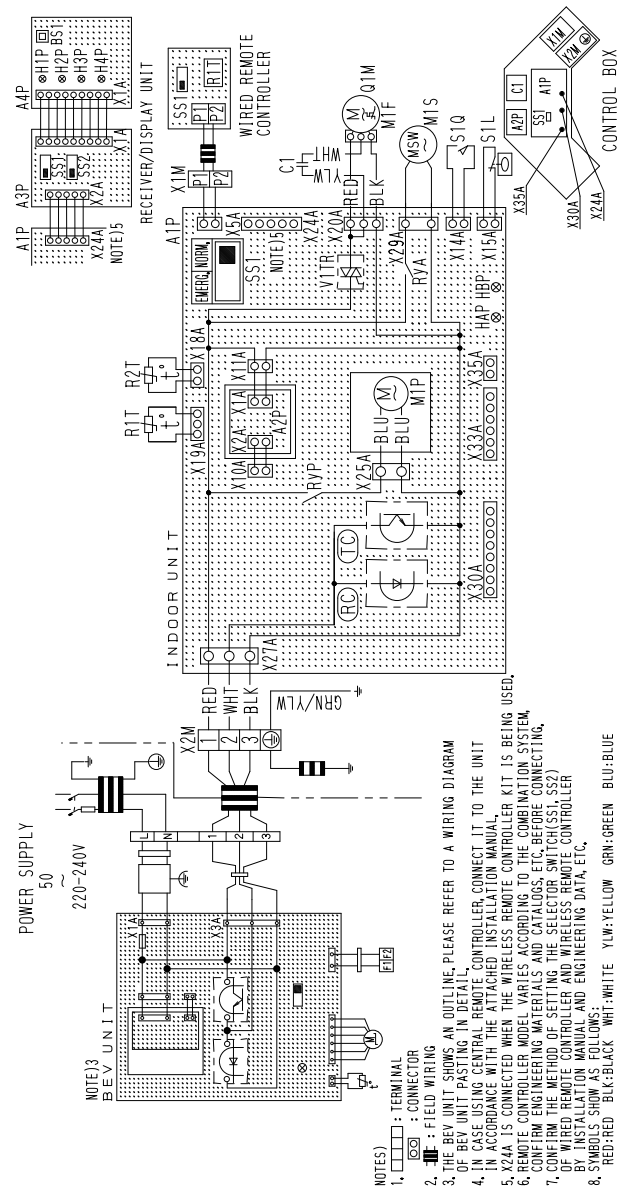 POWER SUPPLY
50
~
220-240V
NOTE)3
BEV UNIT
X1A
X3A
L
N
1
2
3
F1
F2
M
t°
X2M
1
2
3
RED
WHT
BLK
GRN/YLW
INDOOR UNIT
X27A
R1T
t°
R2T
t°
X19A
X18A
X10A
X2A
X1A
X11A
A2P
RyP
RC
TC
X25A
BLU
BLU
M
M1P
X30A
X33A
X35A
HAP
HBP
V1TR
RyA
EMERG.
NORM.
SS1
NOTE)5
A1P
X5A
X24A
X20A
X29A
X14A
X15A
RED
YLW
WHT
BLK
C1
M
Q1M
M1F
MSW
M1S
S1Q
S1L
X1M
P1
P2
P1
P2
SS1
R1T
WIRED REMOTE
CONTROLLER
A1P
X24A
NOTE)5
A3P
X2A
SS1
SS2
X1A
A4P
X1A
BS1
H1P
H2P
H3P
H4P
RECEIVER/DISPLAY UNIT
X35A
X30A
X24A
A2P
C1
SS1
A1P
X1M
X2M
CONTROL BOX
NOTES)
1. : TERMINAL
: CONNECTOR
2. : FIELD WIRING
3. THE BEV UNIT SHOWS AN OUTLINE, PLEASE REFER TO A WIRING DIAGRAM
OF BEV UNIT PASTING IN DETAIL.
4. IN CASE USING CENTRAL REMOTE CONTROLLER, CONNECT IT TO THE UNIT
IN ACCORDANCE WITH THE ATTACHED INSTALLATION MANUAL.
5. X24A IS CONNECTED WHEN THE WIRELESS REMOTE CONTROLLER KIT IS BEING USED.
6. REMOTE CONTROLLER MODEL VARIES ACCORDING TO THE COMBINATION SYSTEM,
CONFIRM ENGINEERING MATERIALS AND CATALOGS, ETC. BEFORE CONNECTING.
7. CONFIRM THE METHOD OF SETTING THE SELECTOR SWITCH(SS1, SS2)
OF WIRED REMOTE CONTROLLER AND WIRELESS REMOTE CONTROLLER
BY INSTALLATION MANUAL AND ENGINEERING DATA, ETC.
8. SYMBOLS SHOW AS FOLLOWS:
RED:RED BLK:BLACK WHT:WHITE YLW:YELLOW GRN:GREEN BLU:BLUE